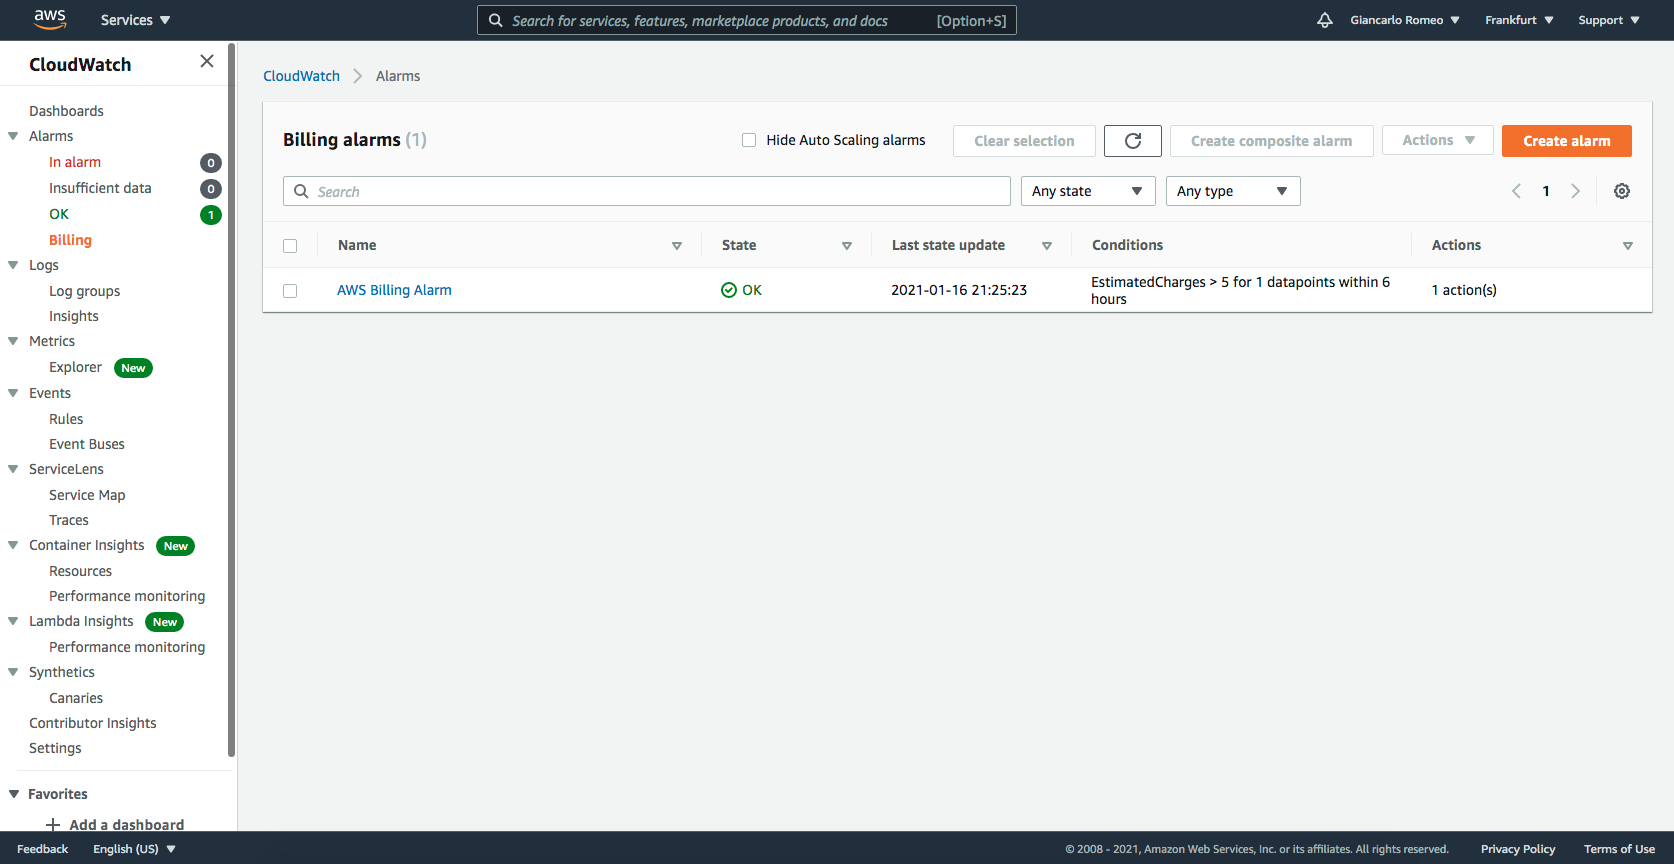 aws
Services
Search for services, features, marketplace products, and docs
[Option+S]
Giancarlo Romeo
Frankfurt
Support
CloudWatch
Dashboards
Alarms
In alarm
0
Insufficient data
0
OK
1
Billing
Logs
Log groups
Insights
Metrics
Explorer
New
Events
Rules
Event Buses
ServiceLens
Service Map
Traces
Container Insights
New
Resources
Performance monitoring
Lambda Insights
New
Performance monitoring
Synthetics
Canaries
Contributor Insights
Settings
Favorites
Add a dashboard
CloudWatch
Alarms
Billing alarms (1)
Hide Auto Scaling alarms
Clear selection
Create composite alarm
Actions
Create alarm
Search
Any state
Any type
1
Name
State
Last state update
Conditions
Actions
AWS Billing Alarm
OK
2021-01-16 21:25:23
EstimatedCharges > 5 for 1 datapoints within 6
hours
1 action(s)
Feedback
English (US)
© 2008 - 2021, Amazon Web Services, Inc. or its affiliates. All rights reserved.
Privacy Policy
Terms of Use